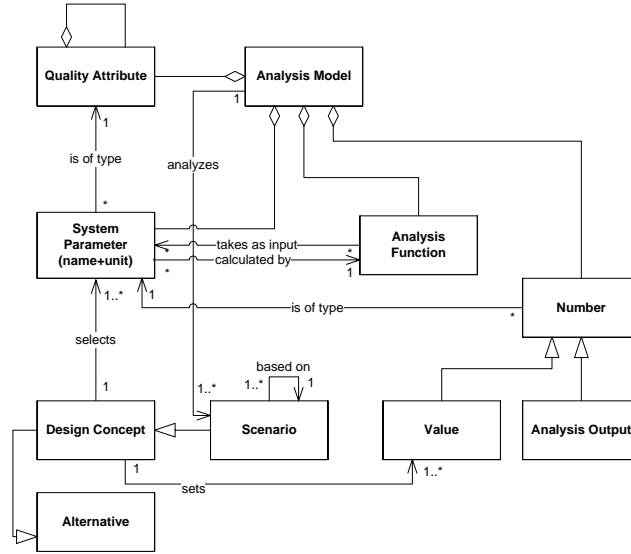 Quality Attribute
Analysis Model
1
1
is of type
analyzes
*
System
Parameter
(name+unit)
takes as input
*
*
calculated by
*
1
Analysis
Function
1..*
1
is of type
*
Number
selects
based on
1..*
1
1..*
1
Design Concept
Scenario
Value
Analysis Output
1
sets
1..*
Alternative